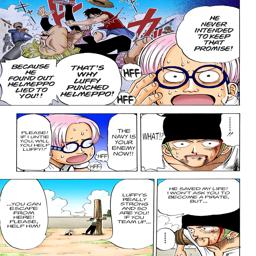 HE
NEVER
INTENDED
TO KEEP
THAT
PROMISE!
THAT'S
WHY
LUFFY
PUNCHED
HELMEPPO!
BECAUSE
HE
FOUND OUT
HELMEPPO
LIED TO
YOU!!
HFF
HFF
HFF
WHAT!!
THE
NAVY IS
YOUR
ENEMY
NOW!!
PLEASE!
IF I UNTIE
YOU, WILL
YOU HELP
LUFFY!?
HE SAVED MY LIFE!
I WON'T ASK YOU
TO BECOME A
PIRATE,
BUT...
LUFFY'S
REALLY
STRONG
AND SO
ARE YOU!
IF YOU
TEAM UP...
...YOU CAN
ESCAPE
FROM
HERE!
PLEASE,
HELP HIM!